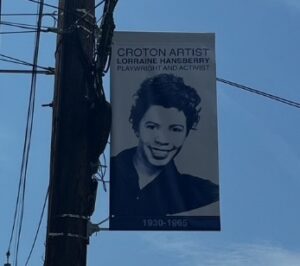 CROTON ARTIST
LORRAINE HANSBERRY
PLAYWRIGHT AND ACTIVIST
1930-1965